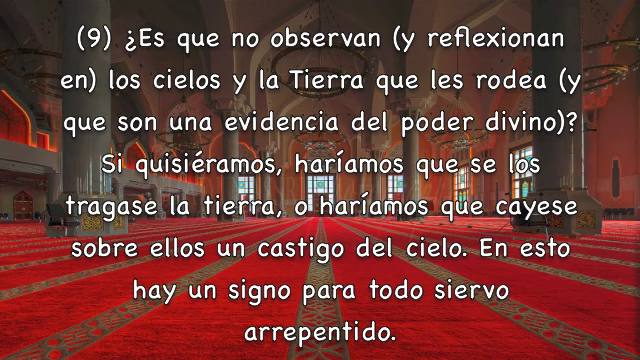 (9) ¿Es que no observan (y reflexionan
en) los cielos y la Tierra que les rodea (y
que son una evidencia del poder divino)?
Si quisiéramos, haríamos que se los
tragase la tierra, o haríamos que cayese
sobre ellos un castigo del cielo. En esto
hay un signo para todo siervo
arrepentido.